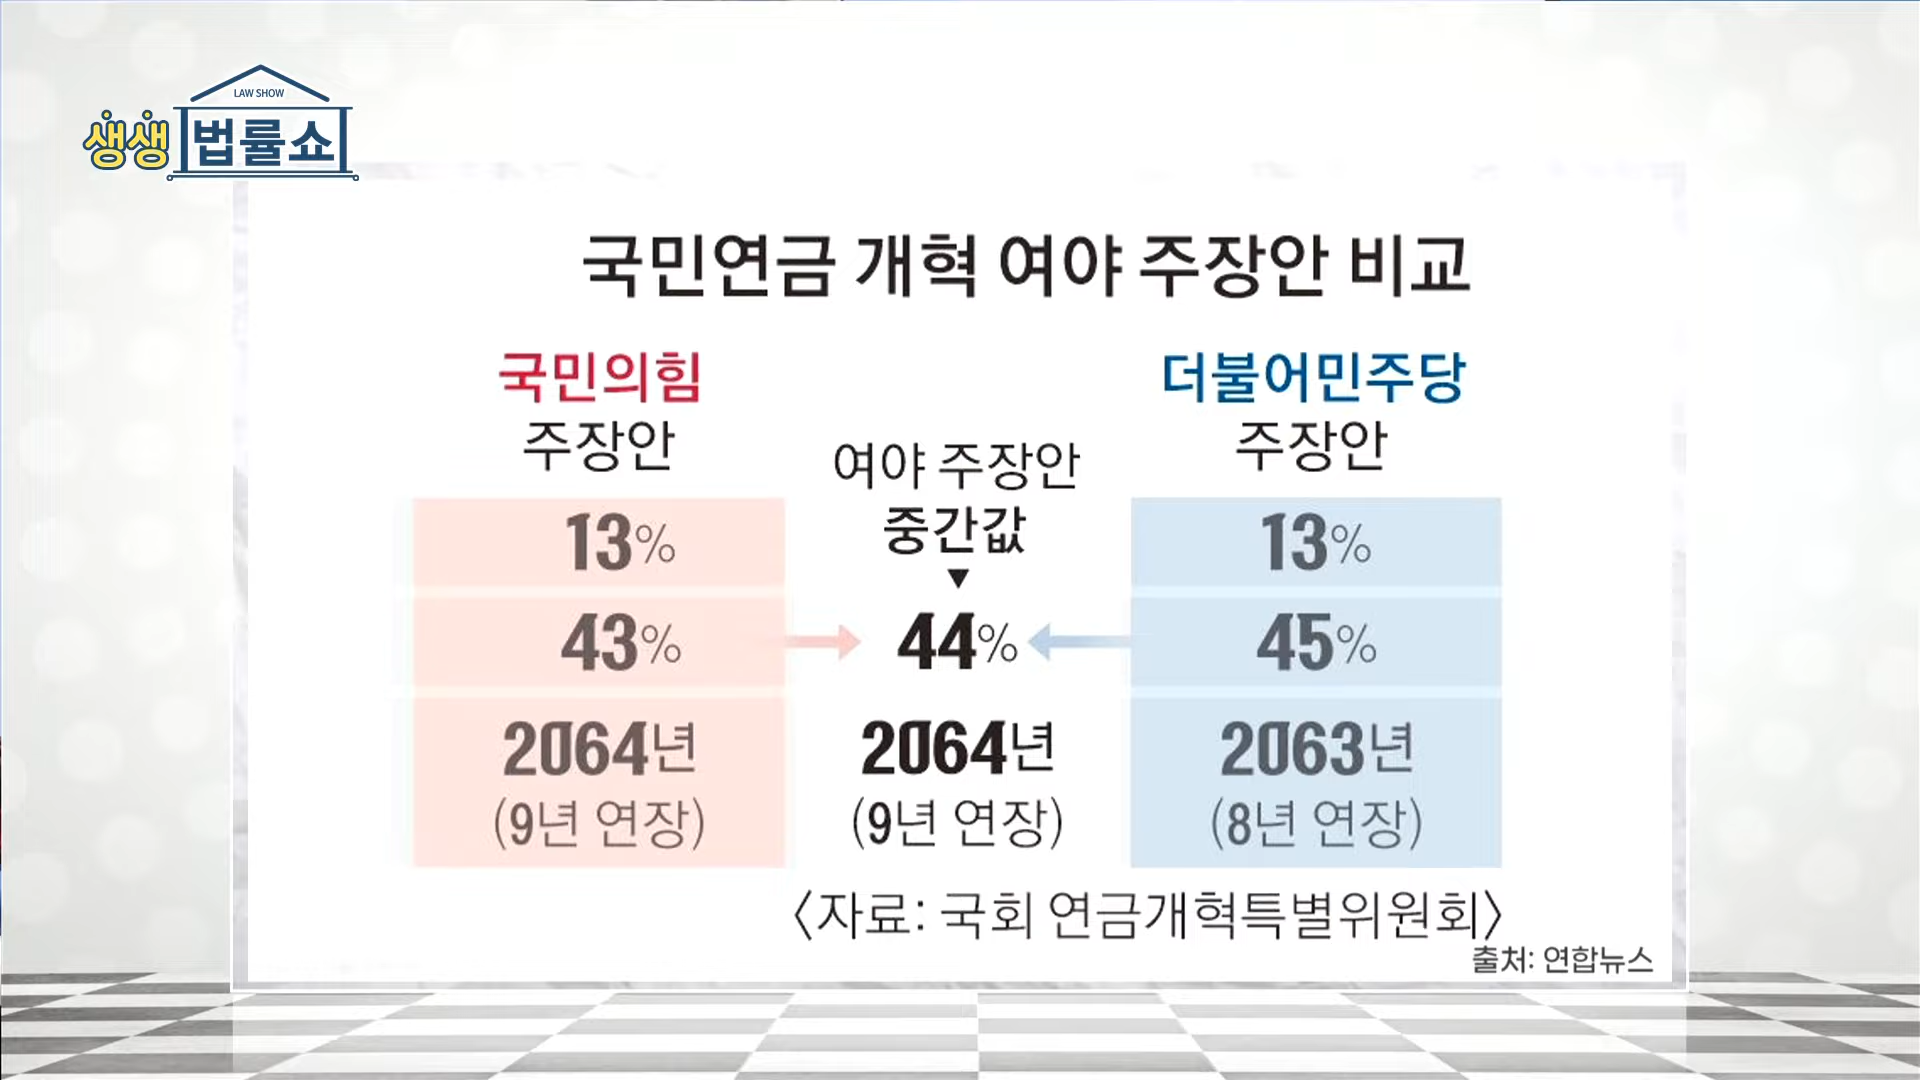 LAW SHOW
생생 법률쇼
국민연금 개혁 여야 주장안 비교
국민의힘
주장안
13%
43%
2064년
(9년 연장)
여야 주장안
중간값
▼
44%
2064년
(9년 연장)
더불어민주당
주장안
13%
45%
2063년
(8년 연장)
〈자료: 국회 연금개혁특별위원회〉
출처: 연합뉴스